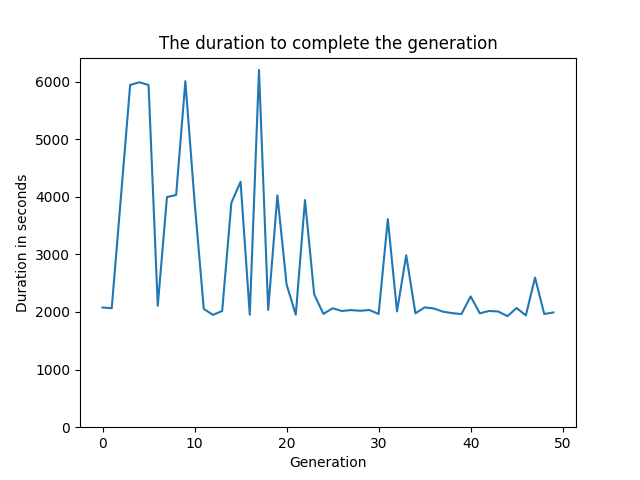 The duration to complete the generation
6000
5000
4000
3000
2000
1000
0
Duration in seconds
0 10 20 30 40 50
Generation